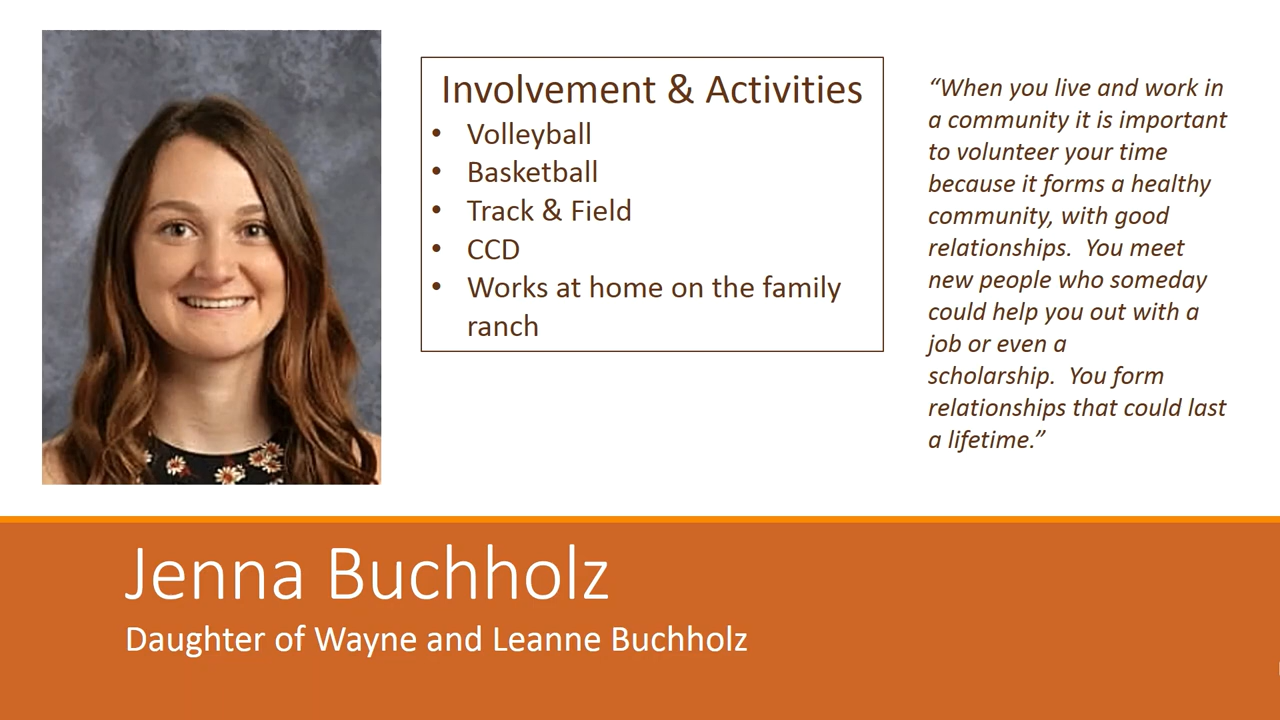 Involvement & Activities
• Volleyball
• Basketball
• Track & Field
• CCD
• Works at home on the family
ranch
“When you live and work in
a community it is important
to volunteer your time
because it forms a healthy
community, with good
relationships.  You meet
new people who someday
could help you out with a
job or even a
scholarship.  You form
relationships that could last
a lifetime.”
Jenna Buchholz
Daughter of Wayne and Leanne Buchholz